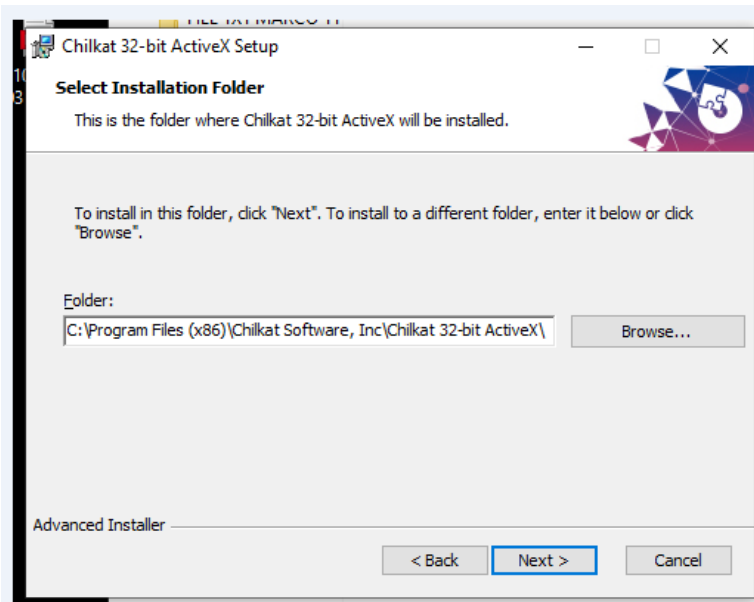 Chilkat 32-bit ActiveX Setup
Select Installation Folder
This is the folder where Chilkat 32-bit ActiveX will be installed.
To install in this folder, click "Next". To install to a different folder, enter it below or click
"Browse".
Folder:
C:\Program Files (x86)\Chilkat Software, Inc\Chilkat 32-bit ActiveX\
Browse...
Advanced Installer
< Back
Next >
Cancel